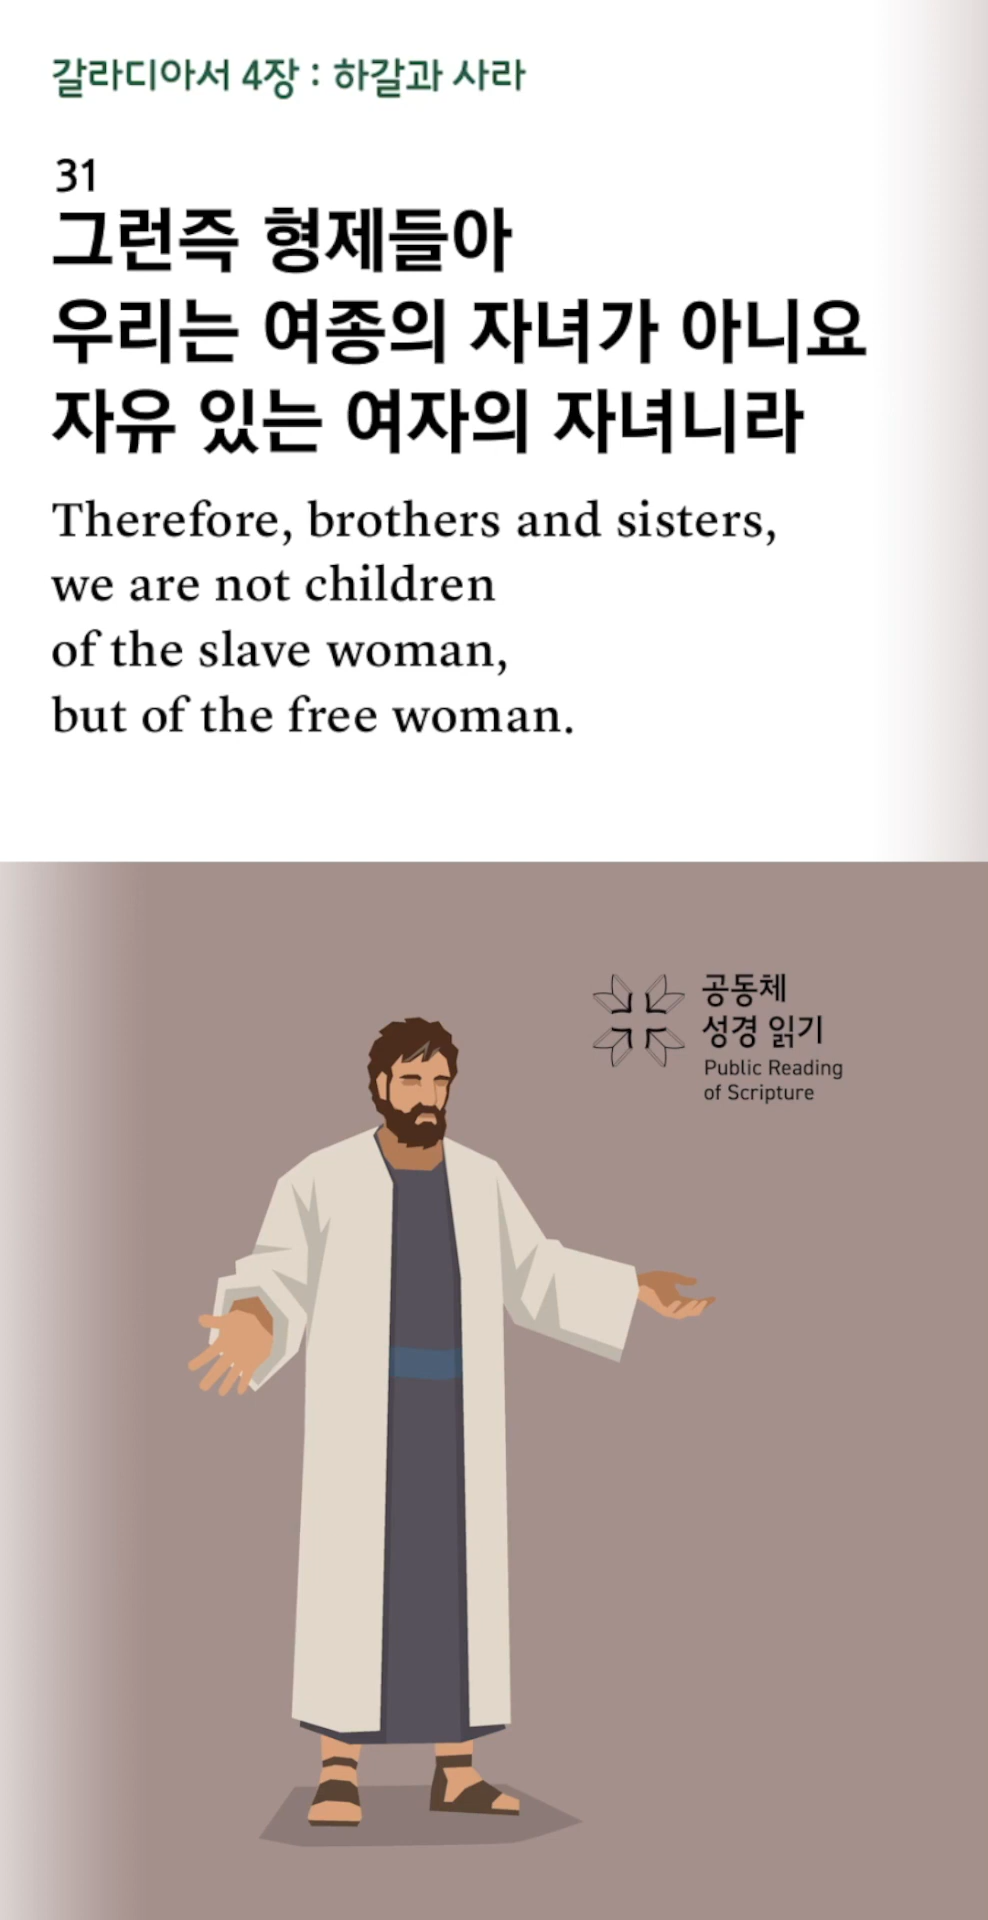 갈라디아서 4장 : 하갈과 사라
31
그런즉 형제들아
우리는 여종의 자녀가 아니요
자유 있는 여자의 자녀니라
Therefore, brothers and sisters,
we are not children
of the slave woman,
but of the free woman.
공동체
성경 읽기
Public Reading
of Scripture